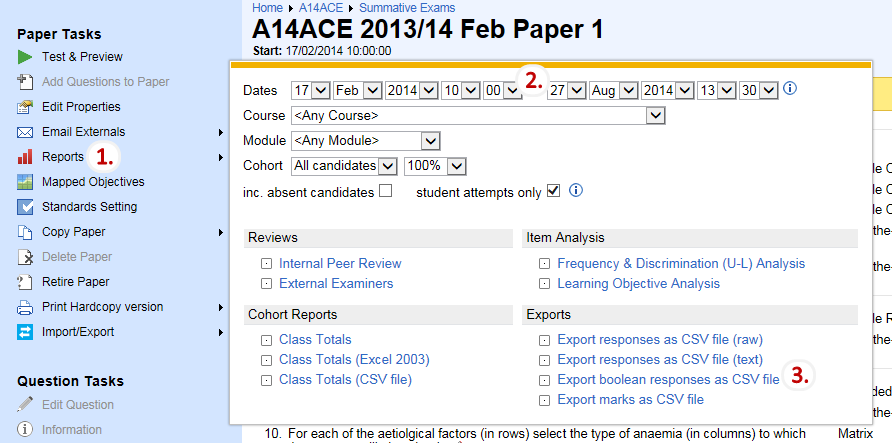 Home ▸ A14ACE ▸ Summative Exams
A14ACE 2013/14 Feb Paper 1
Start: 17/02/2014 10:00:00
Paper Tasks
Test & Preview
Add Questions to Paper
Edit Properties
Email Externals
Reports 1.
Mapped Objectives
Standards Setting
Copy Paper
Delete Paper
Retire Paper
Print Hardcopy version
Import/Export
Question Tasks
Edit Question
Information
Dates 17 Feb 2014 10 00 2. 27 Aug 2014 13 30
Course <Any Course>
Module <Any Module>
Cohort All candidates 100%
inc. absent candidates student attempts only
Reviews
Internal Peer Review
External Examiners
Item Analysis
Frequency & Discrimination (U-L) Analysis
Learning Objective Analysis
Cohort Reports
Class Totals
Class Totals (Excel 2003)
Class Totals (CSV file)
Exports
Export responses as CSV file (raw)
Export responses as CSV file (text)
Export boolean responses as CSV file 3.
Export marks as CSV file
10. For each of the aetiolgical factors (in rows) select the type of anaemia (in columns) to which Matrix